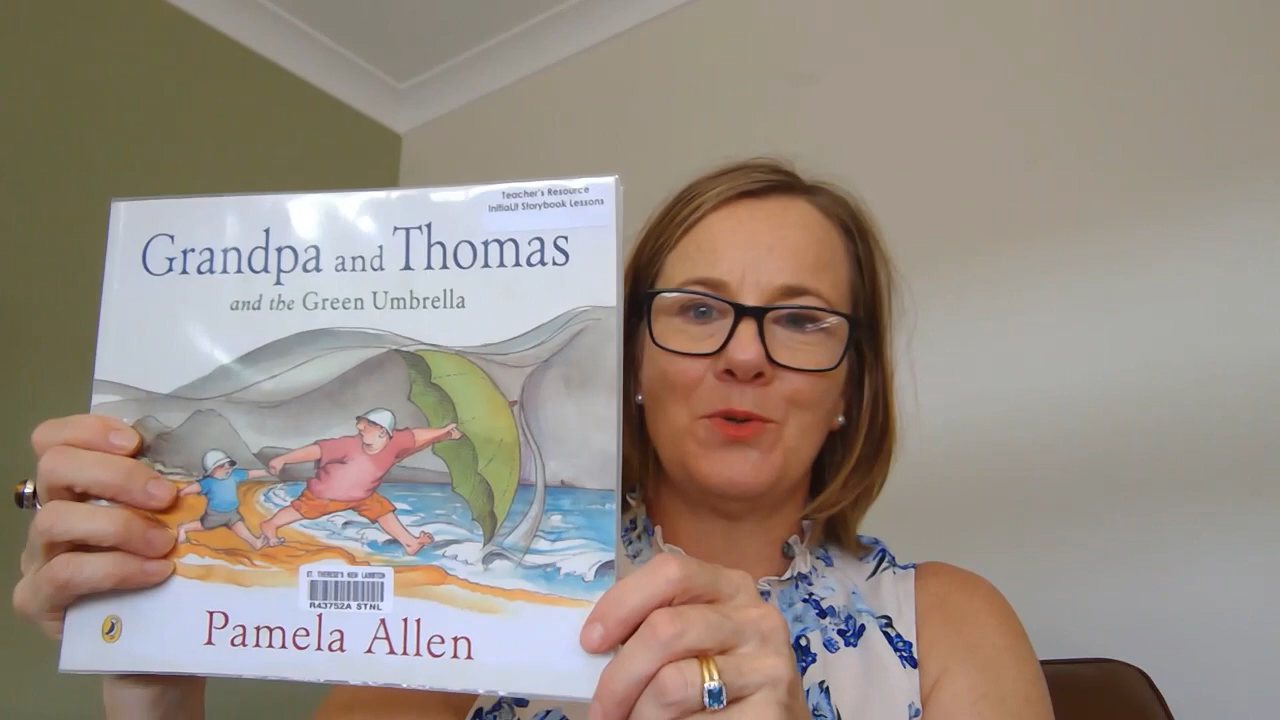 Teacher's Resource
InitiaLit Storybook Lessons
Grandpa and Thomas
and the Green Umbrella
ST. THERESE'S NEW LAMBTON
R43752A STNL
Pamela Allen